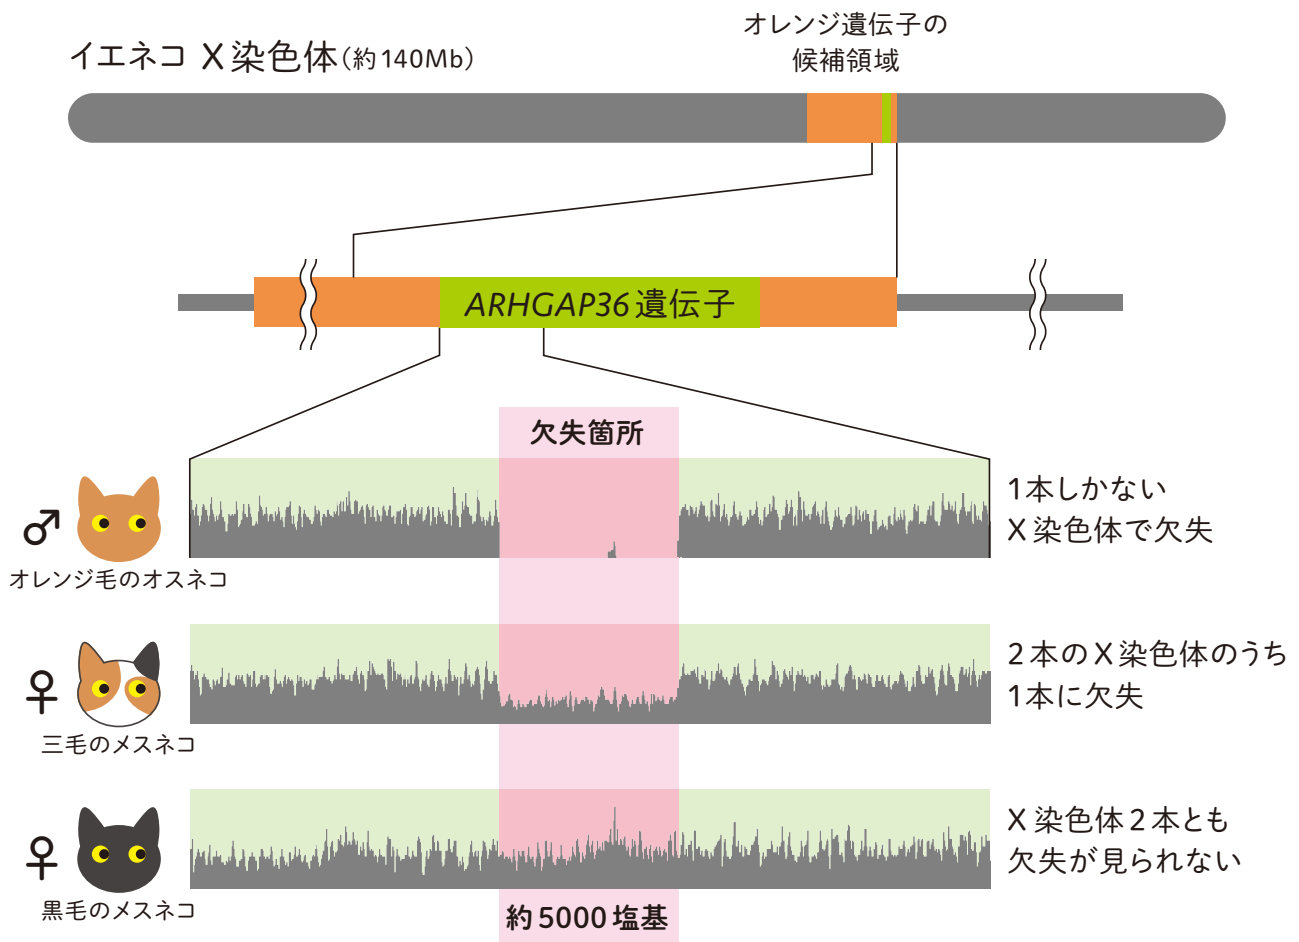 オレンジ遺伝子の
候補領域
イエネコ X染色体(約140Mb)
ARHGAP36遺伝子
欠失箇所
♂
オレンジ毛のオスネコ
1本しかない
X染色体で欠失
♀
三毛のメスネコ
2本のX染色体のうち
1本に欠失
♀
黒毛のメスネコ
X染色体2本とも
欠失が見られない
約5000塩基